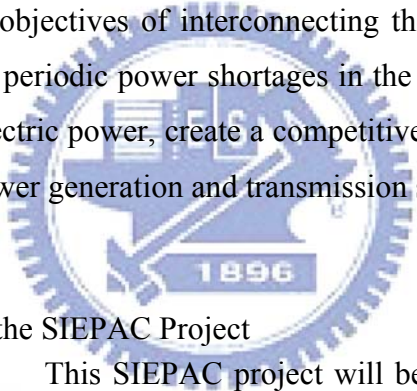 objectives of interconnecting th
periodic power shortages in the
ectric power, create a competitive
wer generation and transmission
1896
the SIEPAC Project
This SIEPAC project will be